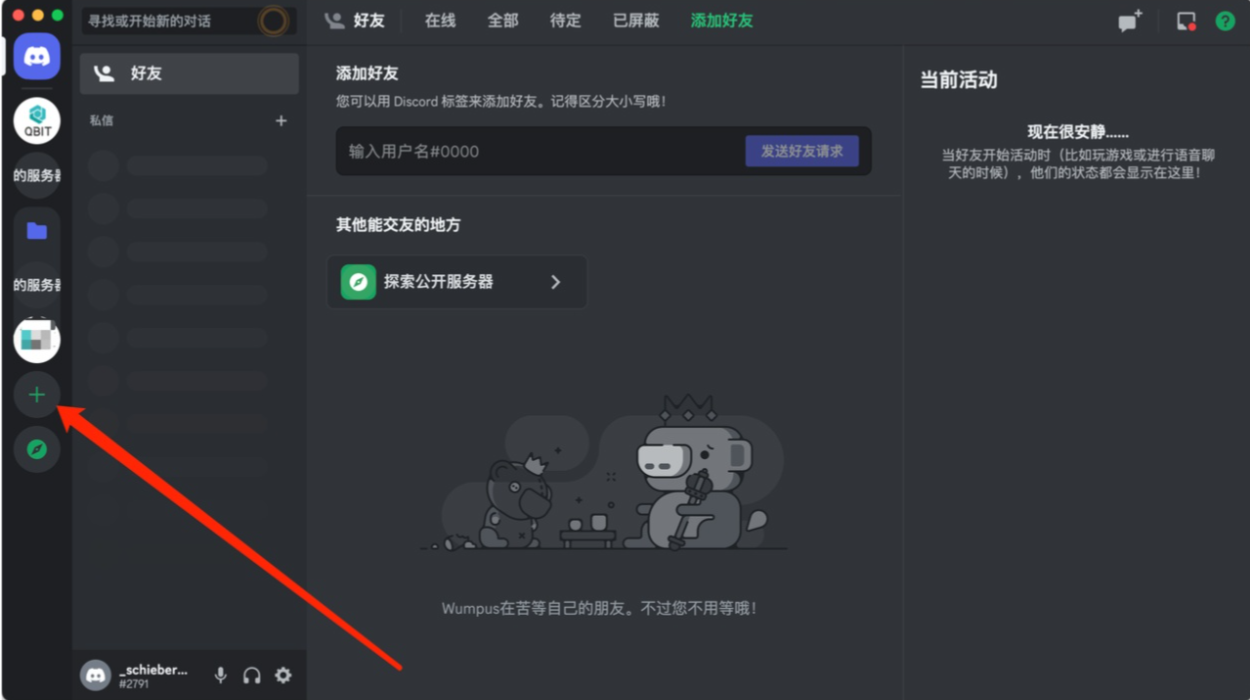 寻找或开始新的对话
好友
在线
全部
待定
已屏蔽
添加好友
?
QBIT
的服务器
的服务器
好友
私信
添加好友
您可以用 Discord 标签来添加好友。记得区分大小写哦!
输入用户名#0000
发送好友请求
其他能交友的地方
探索公开服务器
Wumpus在苦等自己的朋友。不过您不用等哦!
当前活动
现在很安静……
当好友开始活动时(比如玩游戏或进行语音聊
天的时候),他们的状态都会显示在这里!
_schieber...
#2791